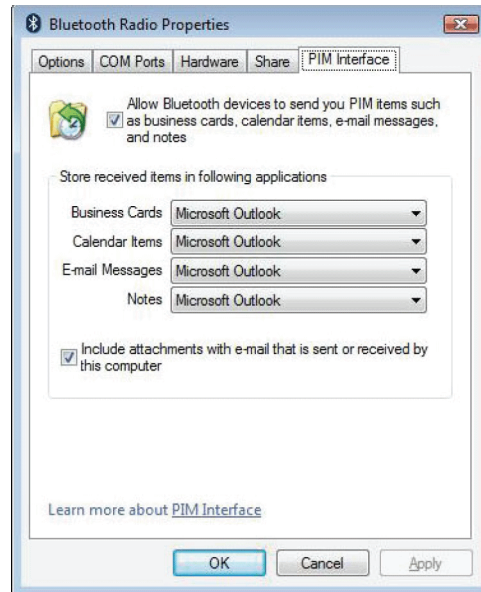 Bluetooth Radio Properties
Options COM Ports Hardware Share PIM Interface
Allow Bluetooth devices to send you PIM items such
as business cards, calendar items, e-mail messages,
and notes
Store received items in following applications
Business Cards Microsoft Outlook
Calendar Items Microsoft Outlook
E-mail Messages Microsoft Outlook
Notes Microsoft Outlook
Include attachments with e-mail that is sent or received by
this computer
Learn more about PIM Interface
OK Cancel Apply